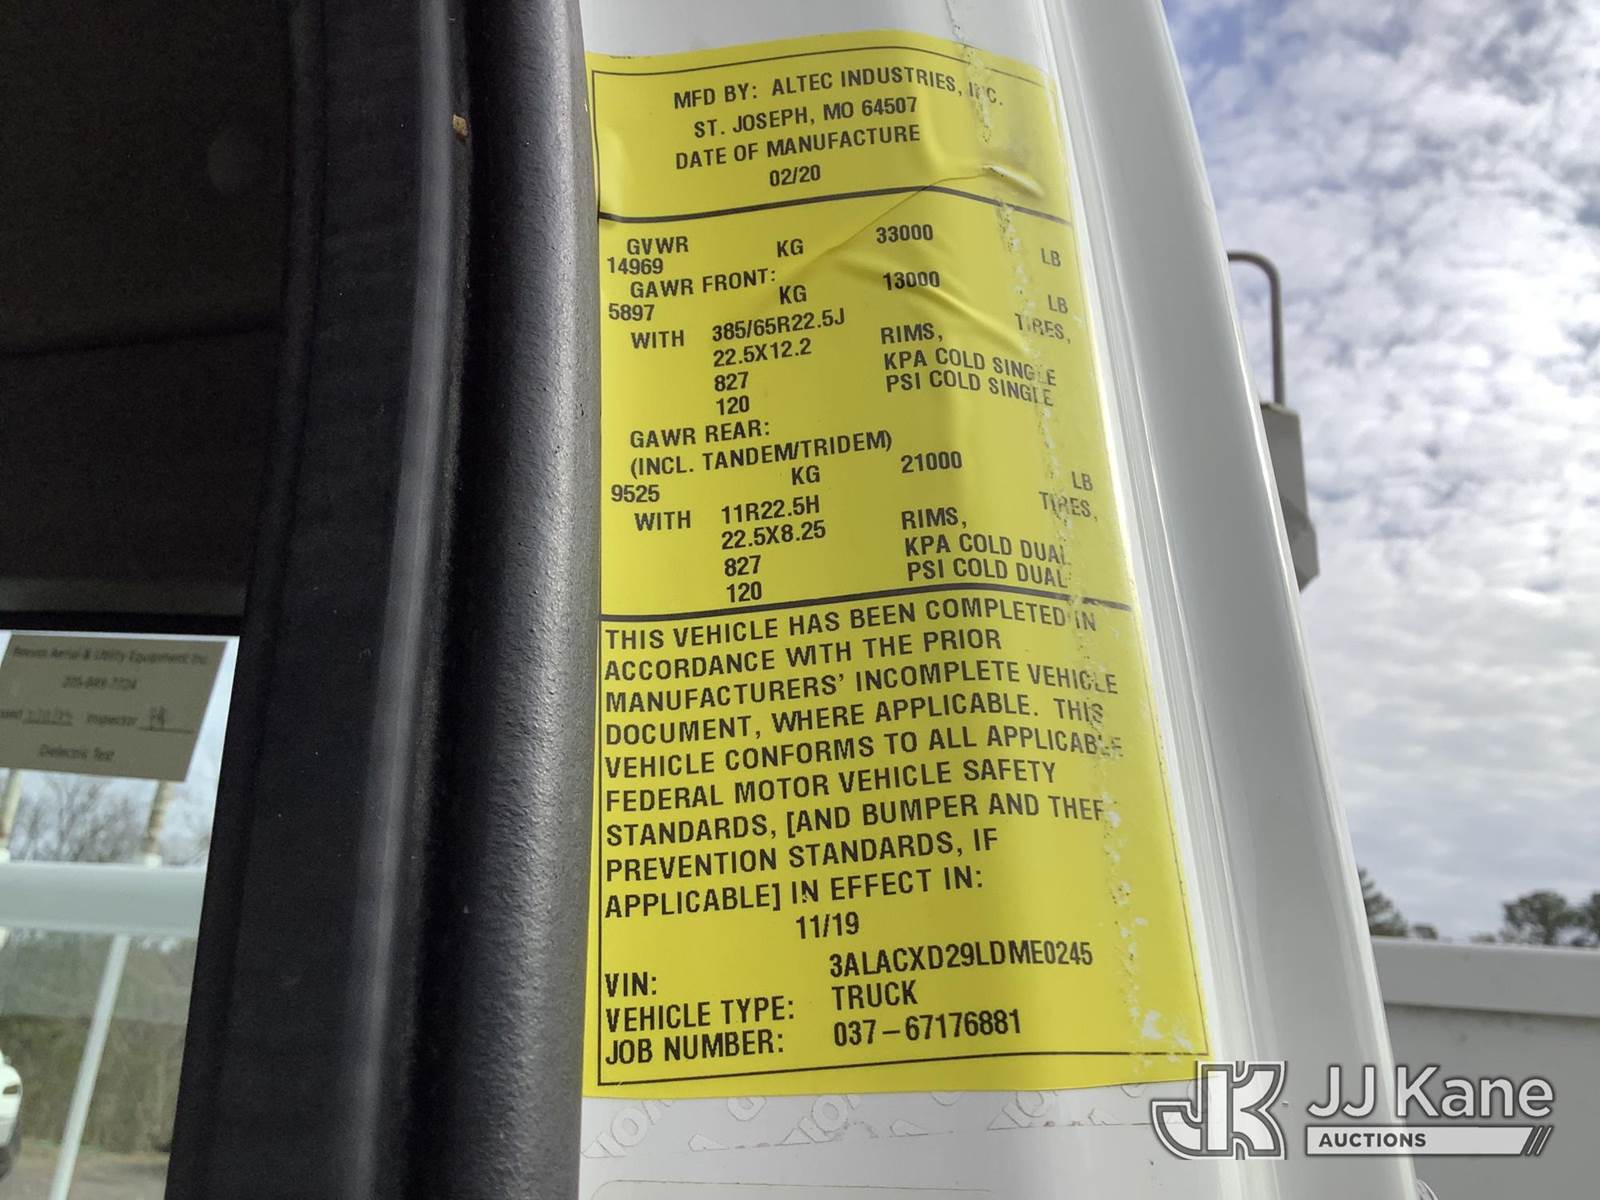 MFD BY: ALTEC INDUSTRIES, INC.
ST. JOSEPH, MO 64507
DATE OF MANUFACTURE
02/20
GVWR KG 33000 LB
14969
GAWR FRONT: KG 13000 LB
5897
WITH 385/65R22.5J TIRES,
22.5X12.2 RIMS,
827 KPA COLD SINGLE
120 PSI COLD SINGLE
GAWR REAR:
(INCL. TANDEM/TRIDEM)
9525 KG 21000 LB
WITH 11R22.5H TIRES,
22.5X8.25 RIMS,
827 KPA COLD DUAL
120 PSI COLD DUAL
THIS VEHICLE HAS BEEN COMPLETED IN
ACCORDANCE WITH THE PRIOR
MANUFACTURERS' INCOMPLETE VEHICLE
DOCUMENT, WHERE APPLICABLE. THIS
VEHICLE CONFORMS TO ALL APPLICABLE
FEDERAL MOTOR VEHICLE SAFETY
STANDARDS, [AND BUMPER AND THEFT
PREVENTION STANDARDS, IF
APPLICABLE] IN EFFECT IN:
11/19
VIN: 3ALACXD29LDME0245
VEHICLE TYPE: TRUCK
JOB NUMBER: 037-67176881
Aerial & Utility Equipment Inc.
Inspector
Dielectric Test
JK
JJ Kane
AUCTIONS